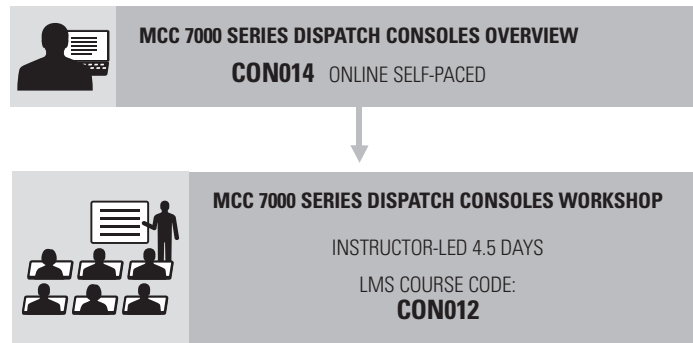 MCC 7000 SERIES DISPATCH CONSOLES OVERVIEW
CON014 ONLINE SELF-PACED
MCC 7000 SERIES DISPATCH CONSOLES WORKSHOP
INSTRUCTOR-LED 4.5 DAYS
LMS COURSE CODE:
CON012